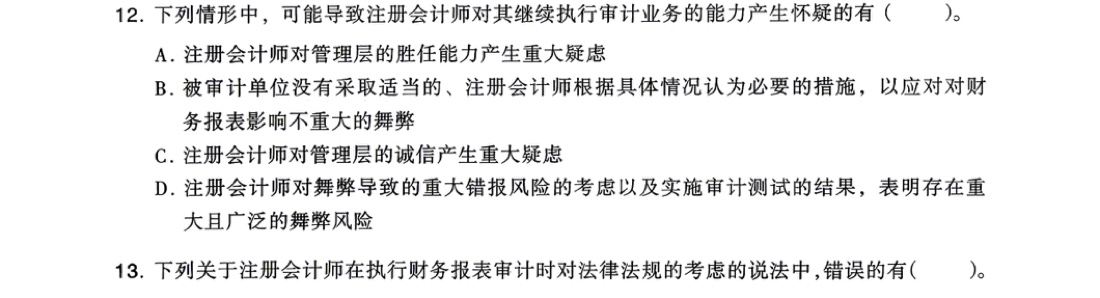 12. 下列情形中，可能导致注册会计师对其继续执行审计业务的能力产生怀疑的有（　　）。
A. 注册会计师对管理层的胜任能力产生重大疑虑
B. 被审计单位没有采取适当的、注册会计师根据具体情况认为必要的措施，以应对对财
务报表影响不重大的舞弊
C. 注册会计师对管理层的诚信产生重大疑虑
D. 注册会计师对舞弊导致的重大错报风险的考虑以及实施审计测试的结果，表明存在重
大且广泛的舞弊风险
13. 下列关于注册会计师在执行财务报表审计时对法律法规的考虑的说法中,错误的有(　　)。